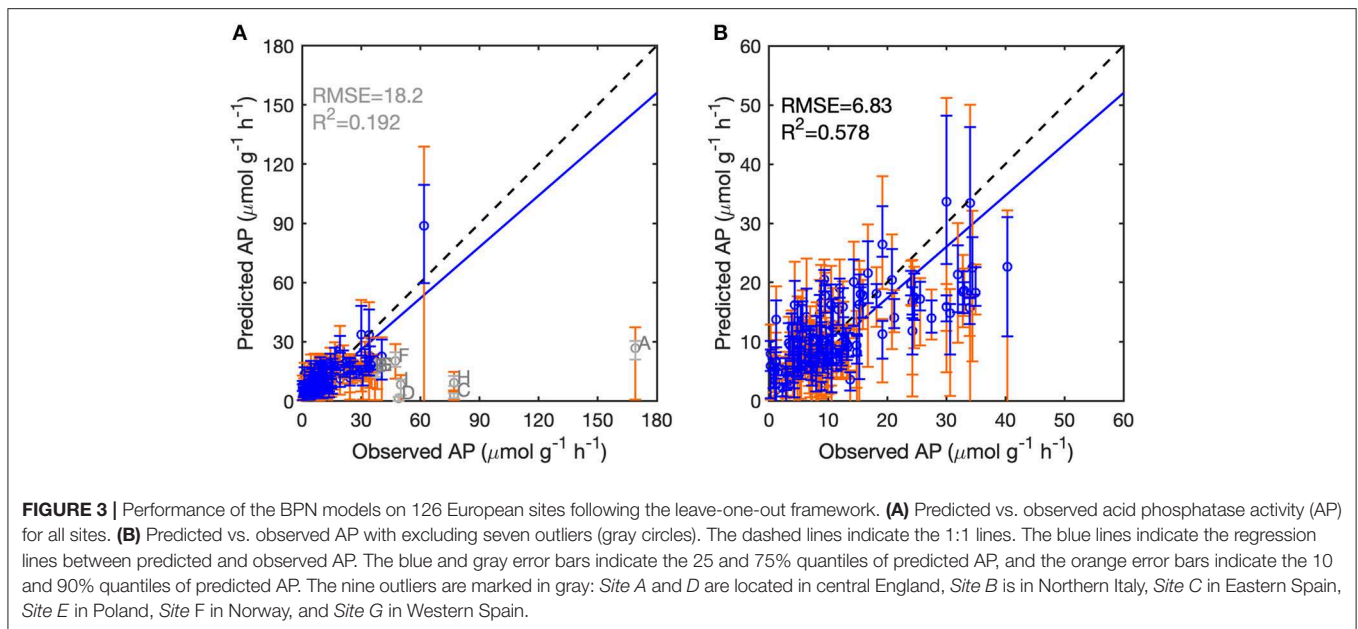 A
180
150
120
90
60
30
0
Predicted AP (μmol g⁻¹ h⁻¹)
RMSE=18.2
R²=0.192
F
D
H
C
A
0 30 60 90 120 150 180
Observed AP (μmol g⁻¹ h⁻¹)
B
60
50
40
30
20
10
0
Predicted AP (μmol g⁻¹ h⁻¹)
RMSE=6.83
R²=0.578
0 10 20 30 40 50 60
Observed AP (μmol g⁻¹ h⁻¹)
FIGURE 3 | Performance of the BPN models on 126 European sites following the leave-one-out framework. (A) Predicted vs. observed acid phosphatase activity (AP)
for all sites. (B) Predicted vs. observed AP with excluding seven outliers (gray circles). The dashed lines indicate the 1:1 lines. The blue lines indicate the regression
lines between predicted and observed AP. The blue and gray error bars indicate the 25 and 75% quantiles of predicted AP, and the orange error bars indicate the 10
and 90% quantiles of predicted AP. The nine outliers are marked in gray: Site A and D are located in central England, Site B is in Northern Italy, Site C in Eastern Spain,
Site E in Poland, Site F in Norway, and Site G in Western Spain.